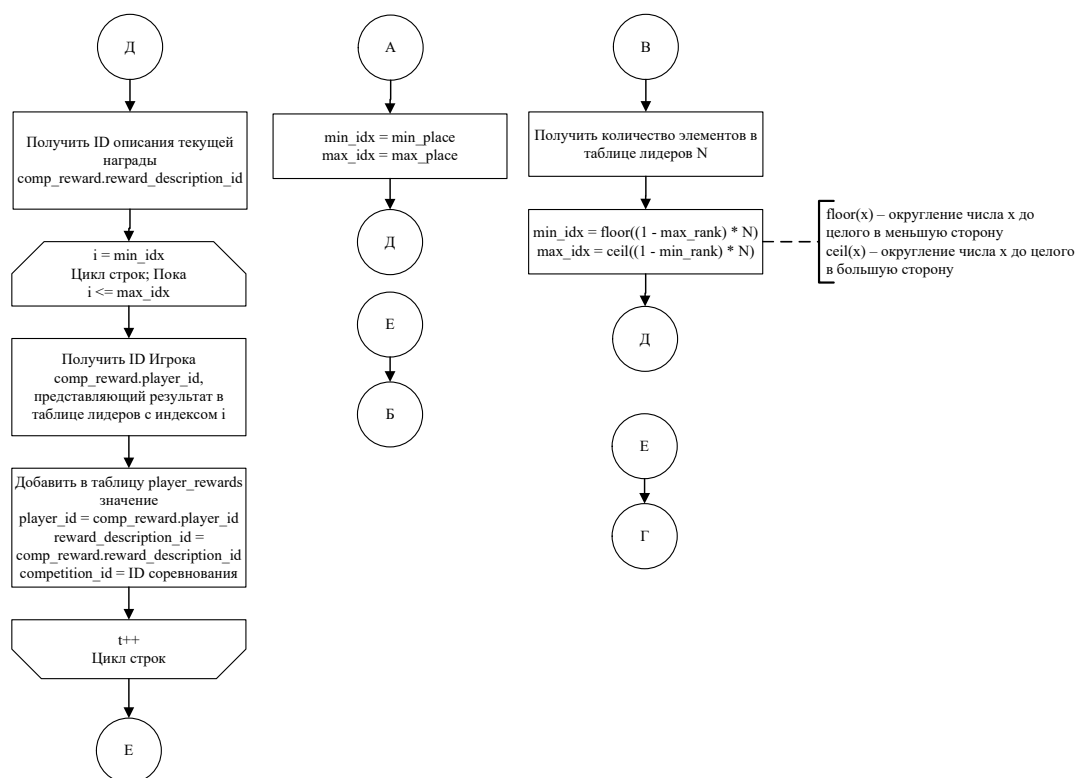 Д
Получить ID описания текущей
награды
comp_reward.reward_description_id
i = min_idx
Цикл строк; Пока
i <= max_idx
Получить ID Игрока
comp_reward.player_id,
представляющий результат в
таблице лидеров с индексом i
Добавить в таблицу player_rewards
значение
player_id = comp_reward.player_id
reward_description_id =
comp_reward.reward_description_id
competition_id = ID соревнования
t++
Цикл строк
Е
А
min_idx = min_place
max_idx = max_place
Д
Е
Б
В
Получить количество элементов в
таблице лидеров N
min_idx = floor((1 - max_rank) * N)
max_idx = ceil((1 - min_rank) * N)
floor(x) – округление числа x до
целого в меньшую сторону
ceil(x) – округление числа x до целого
в большую сторону
Д
Е
Г